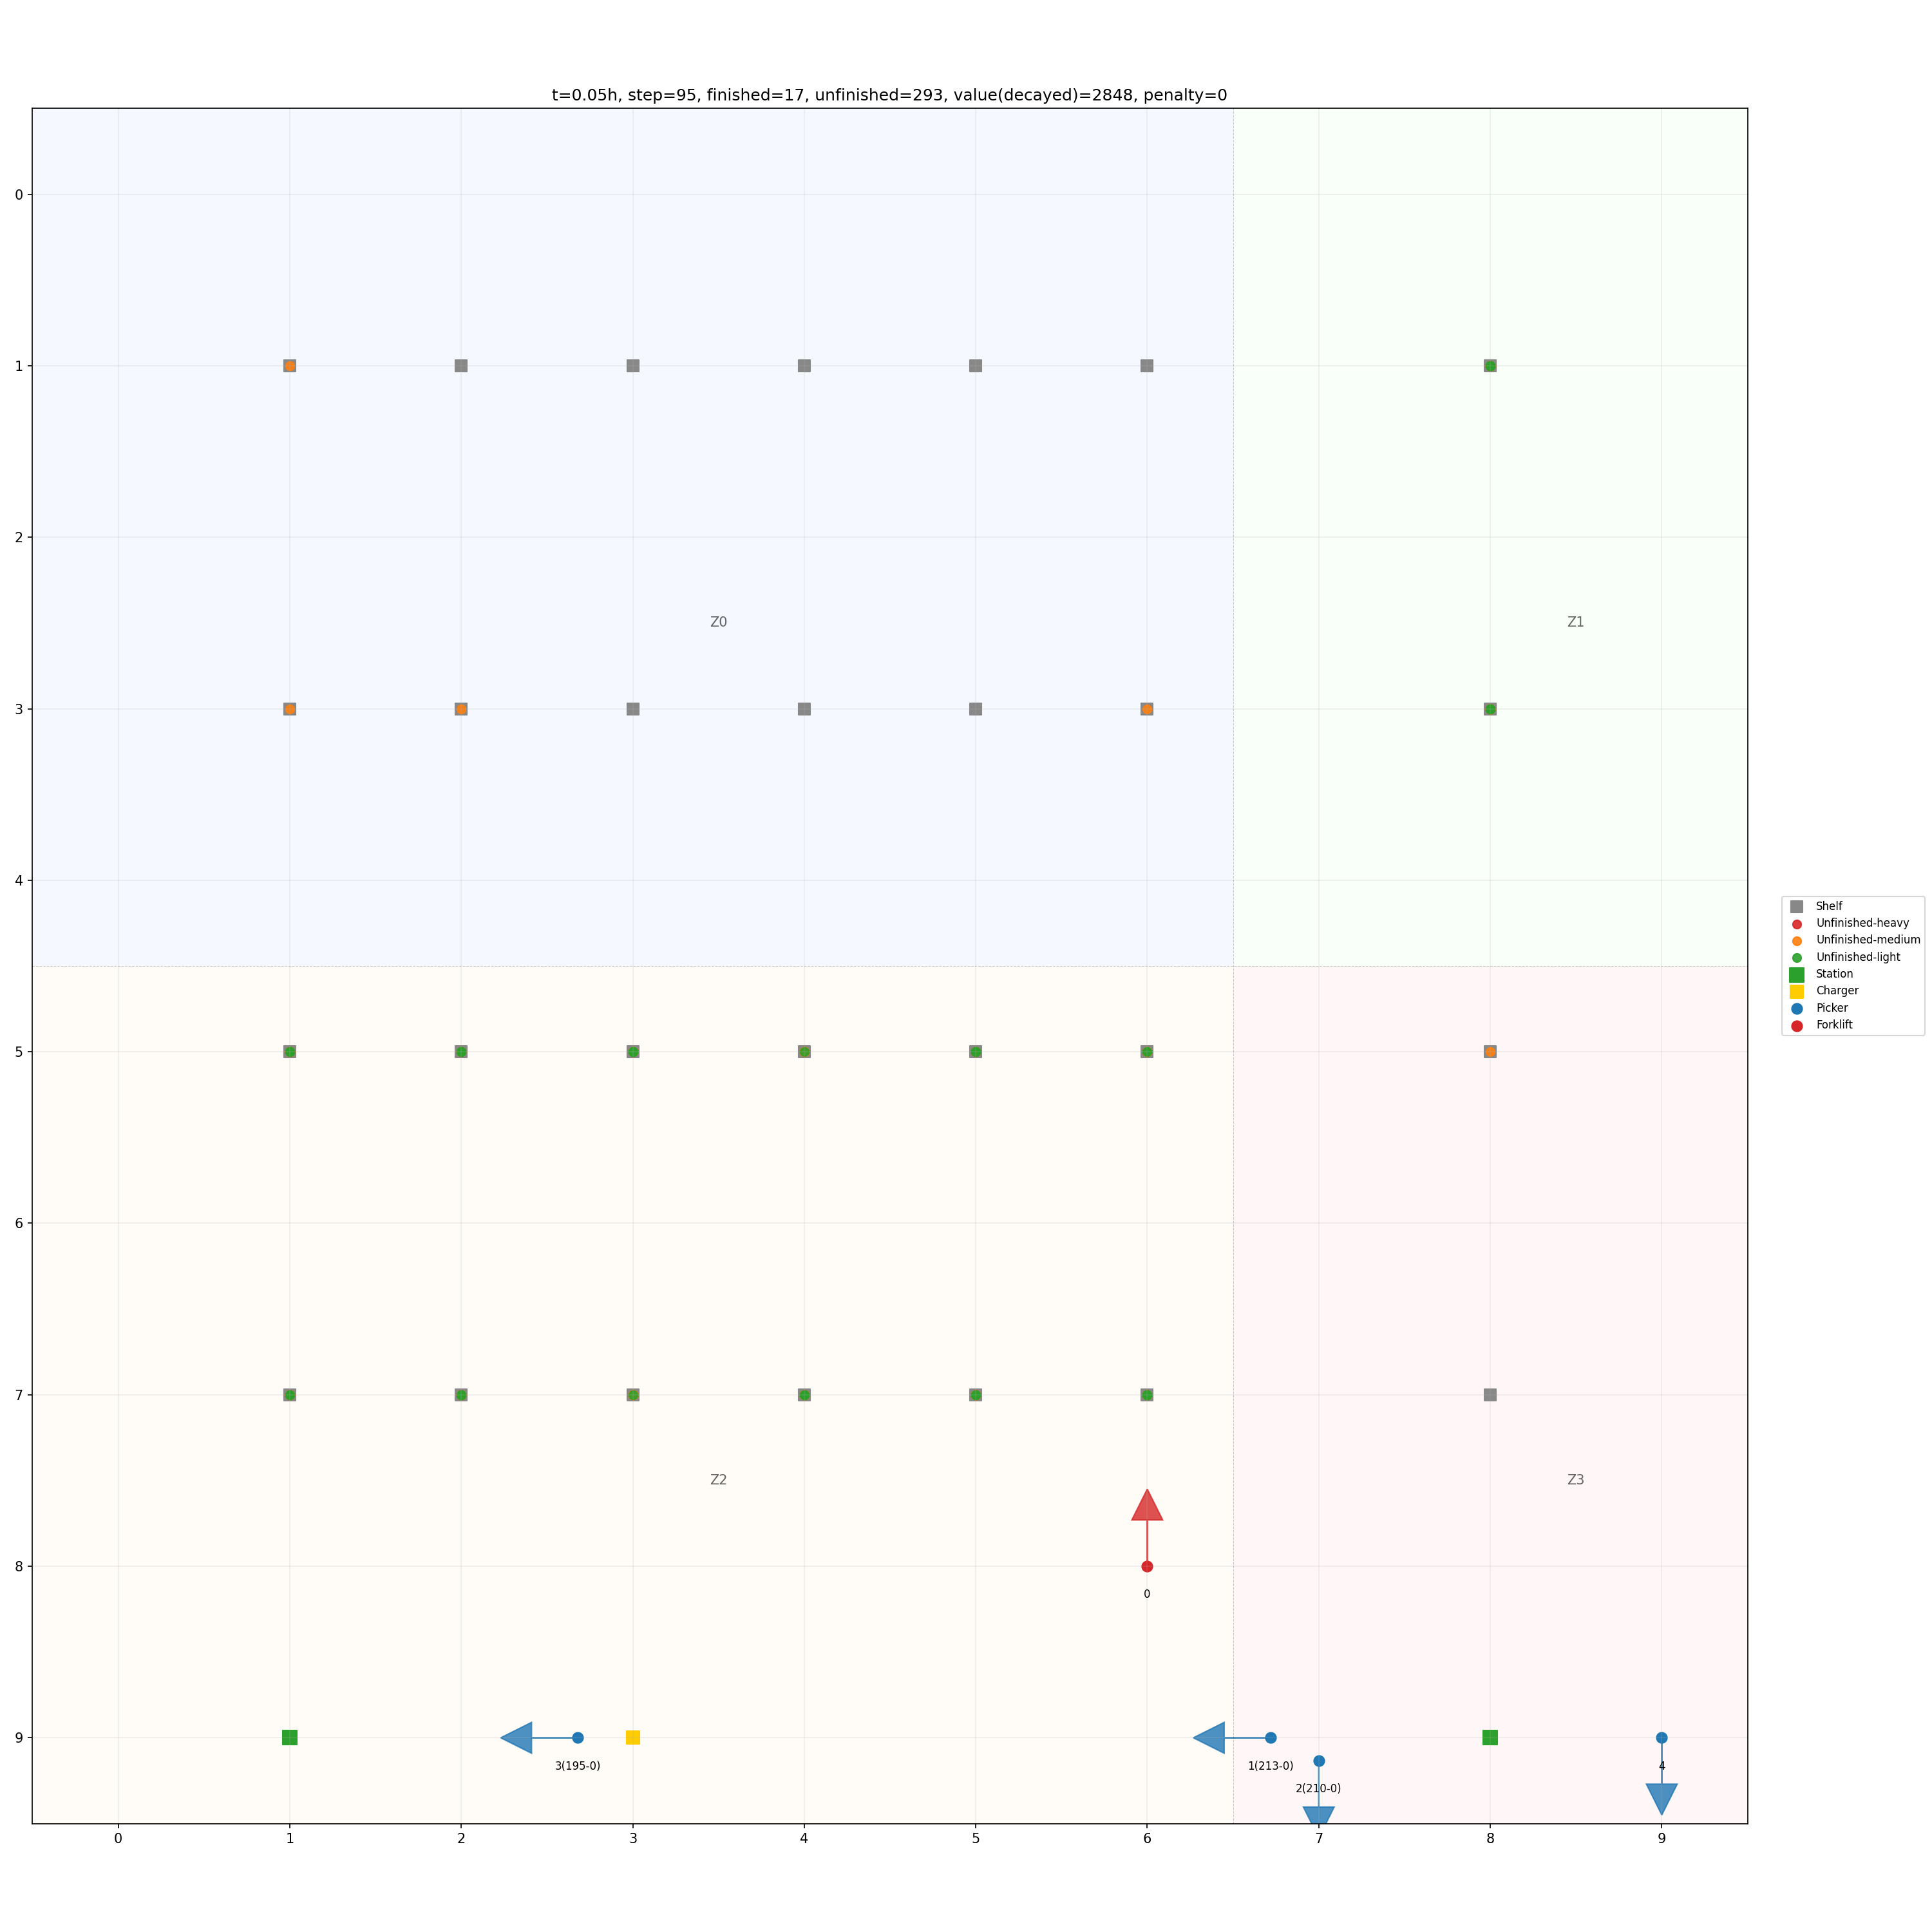 t=0.05h, step=95, finished=17, unfinished=293, value(decayed)=2848, penalty=0
0
1
2
Z0
Z1
3
4
Shelf
Unfinished-heavy
Unfinished-medium
Unfinished-light
Station
Charger
Picker
Forklift
5
6
7
Z2
Z3
8
0
9
3(195-0)
1(213-0)
4
2(210-0)
0
1
2
3
4
5
6
7
8
9